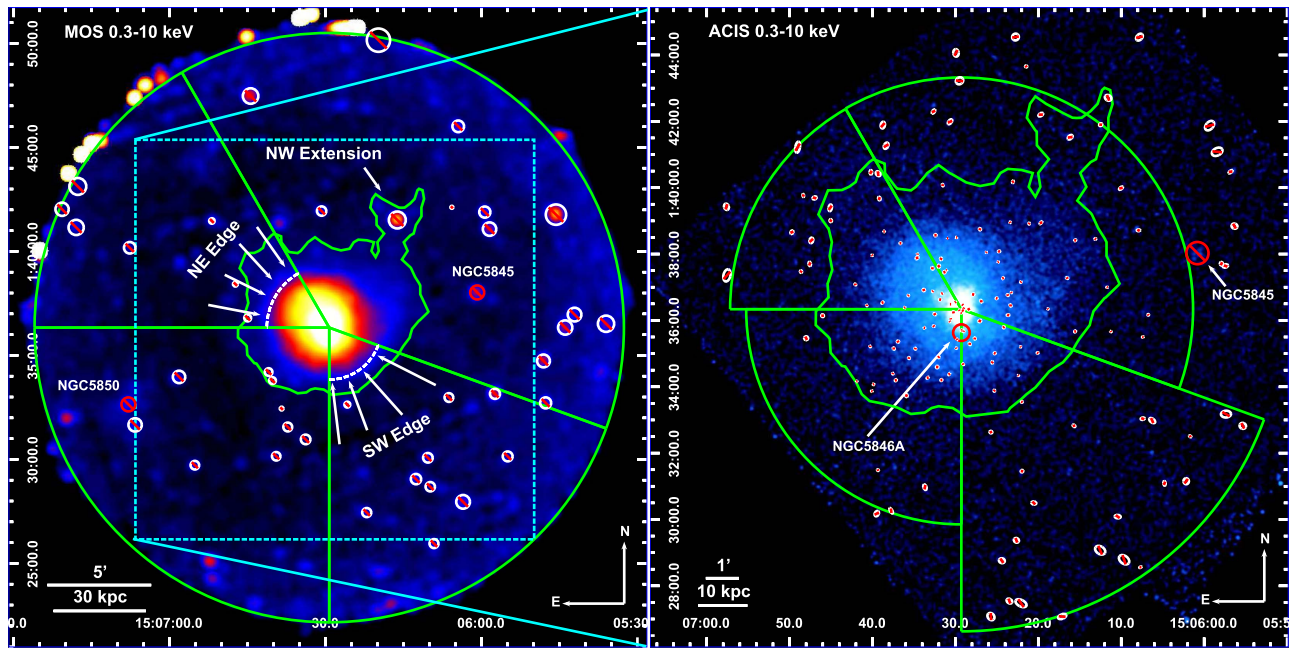 MOS 0.3-10 keV
NW Extension
NE Edge
NGC5845
NGC5850
SW Edge
5’
30 kpc
N
E
50:00.0
45:00.0
1:40:00.0
35:00.0
30:00.0
25:00.0
0.0 15:07:00.0 30.0 06:00.0 05:30
ACIS 0.3-10 keV
NGC5845
NGC5846A
1’
10 kpc
N
E
44:00.0
42:00.0
1:40:00.0
38:00.0
36:00.0
34:00.0
32:00.0
30:00.0
28:00.0
07:00.0 50.0 40.0 30.0 20.0 10.0 15:06:00.0 05:5